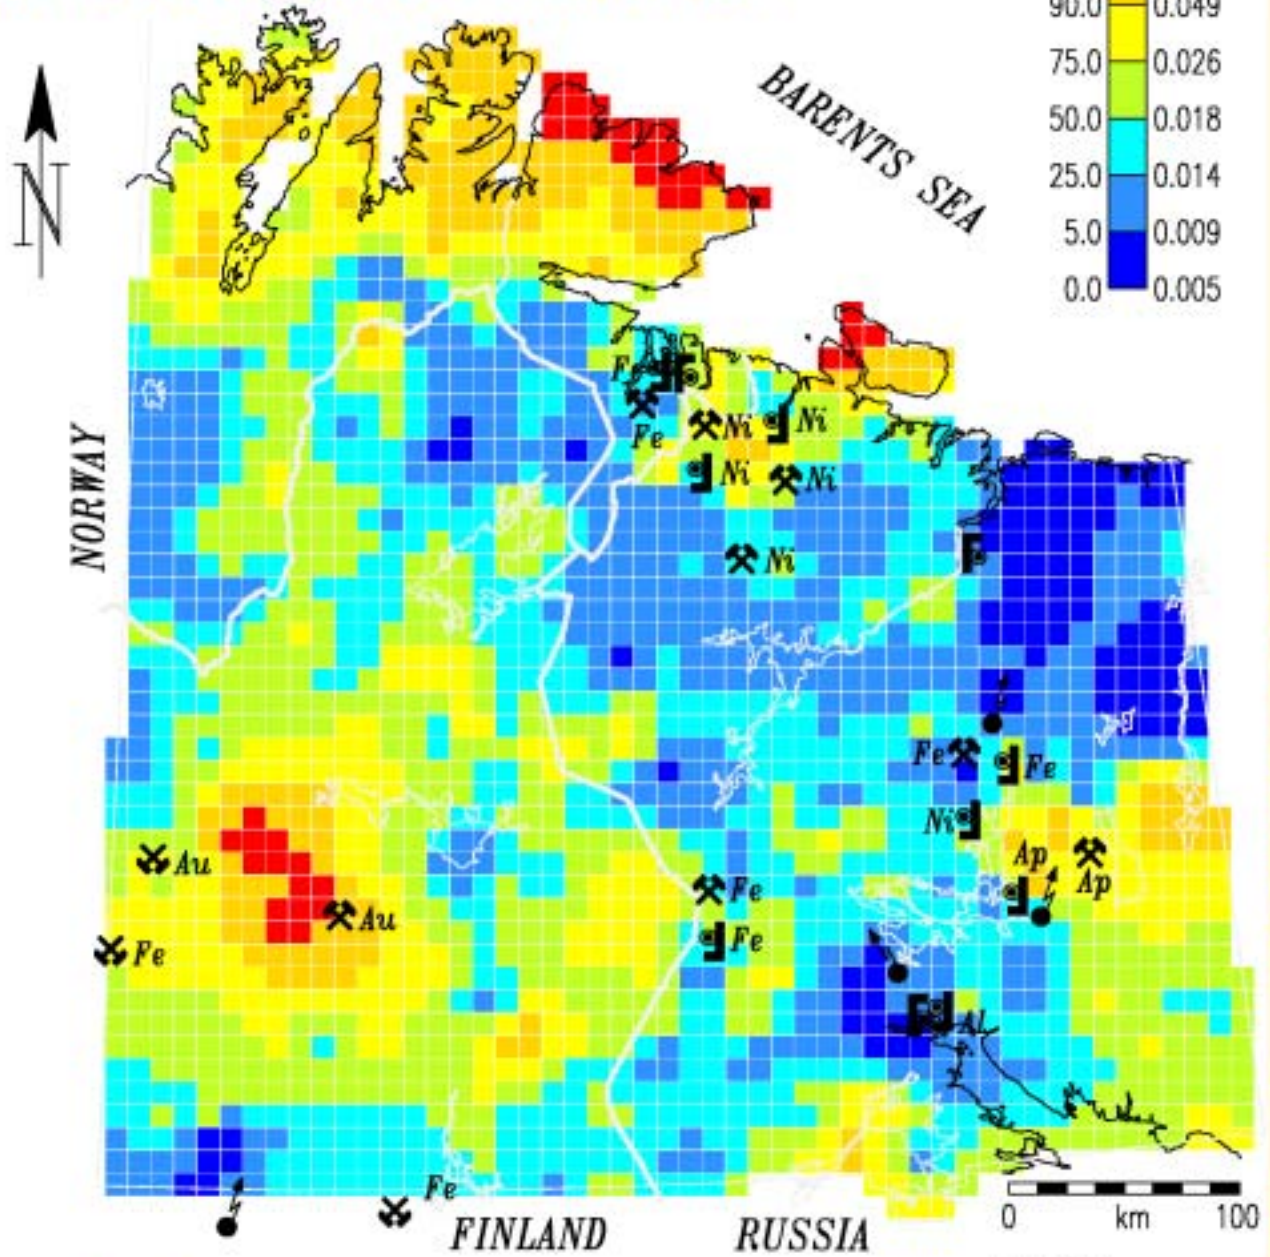 90.0 0.049
75.0 0.026
50.0 0.018
25.0 0.014
5.0 0.009
0.0 0.005
BARENTS SEA
N
NORWAY
Fe
Fe
Ni
Ni
Ni
Ni
Ni
Fe
Fe
Ni
Ap
Ap
Au
Au
Fe
Fe
Fe
Al
Fe
FINLAND
RUSSIA
0 km 100